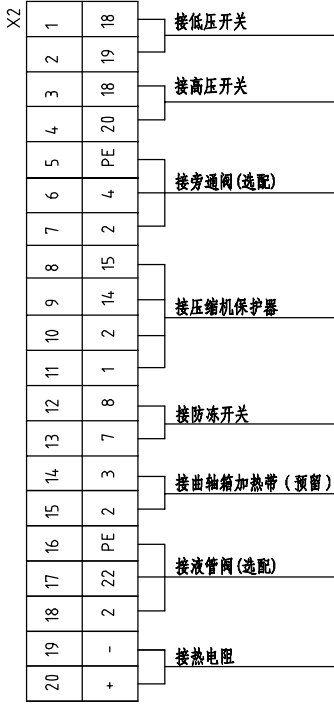 X2
1 18
2 19
接低压开关
3 18
4 20
接高压开关
5 PE
6 4
7 2
接旁通阀(选配)
8 15
9 14
10 2
11 1
接压缩机保护器
12 8
13 7
接防冻开关
14 3
15 2
接曲轴箱加热带(预留)
16 PE
17 22
18 2
接液管阀(选配)
19 -
20 +
接热电阻